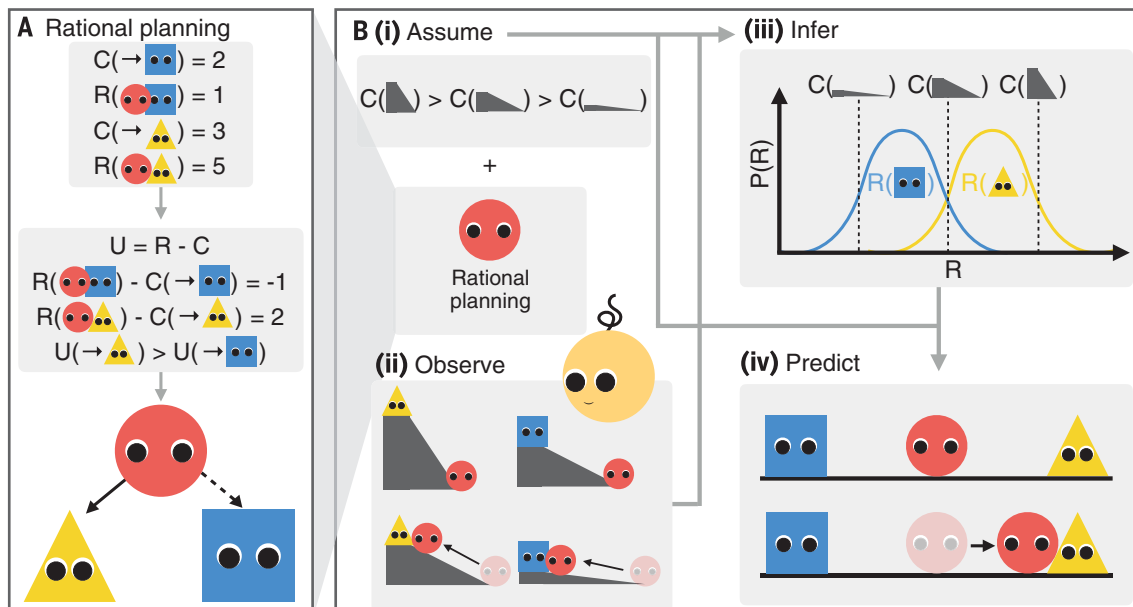 A Rational planning
C(→ ) = 2
R( ) = 1
C(→ ) = 3
R( ) = 5
U = R - C
R( ) - C(→ ) = -1
R( ) - C(→ ) = 2
U(→ ) > U(→ )
B (i) Assume
C( ) > C( ) > C( )
+
Rational
planning
(ii) Observe
(iii) Infer
C( ) C( ) C( )
P(R)
R( ) R( )
R
(iv) Predict